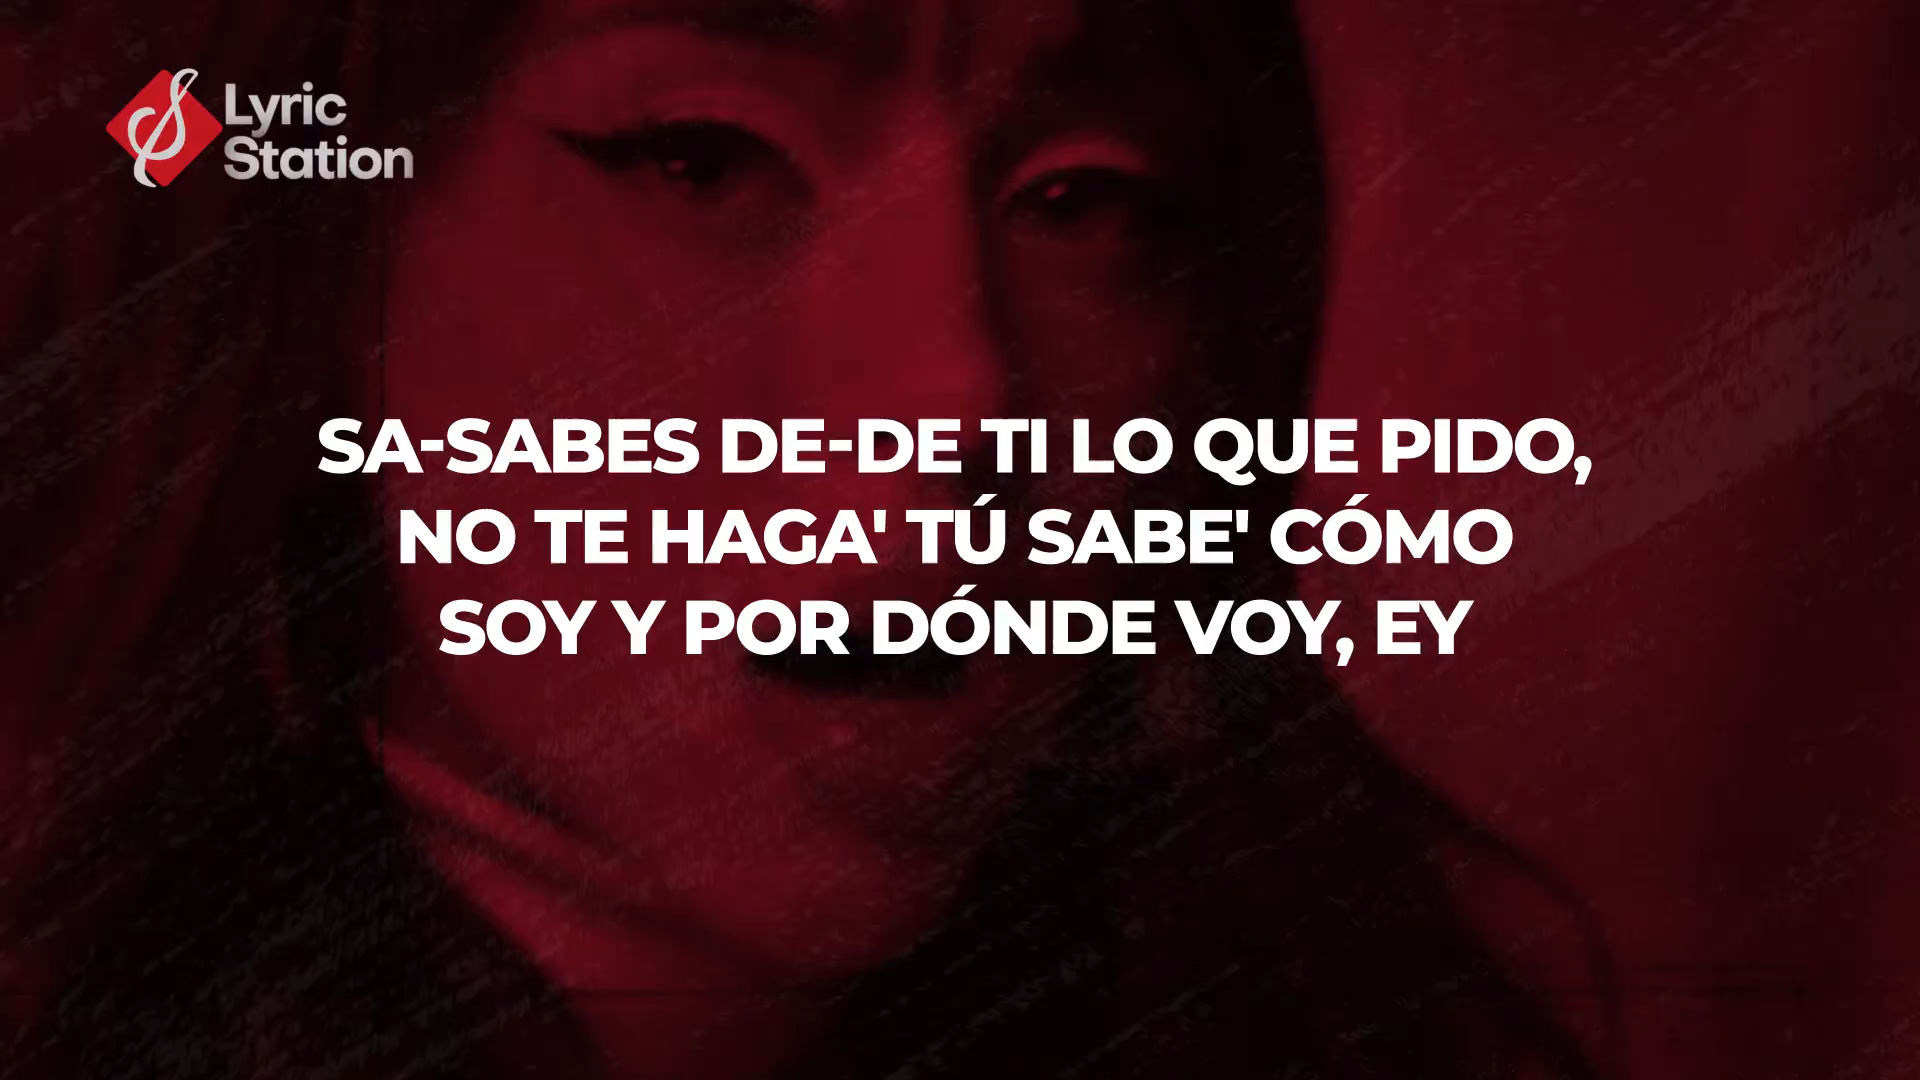 Lyric
Station
SA-SABES DE-DE TI LO QUE PIDO,
NO TE HAGA' TÚ SABE' CÓMO
SOY Y POR DÓNDE VOY, EY